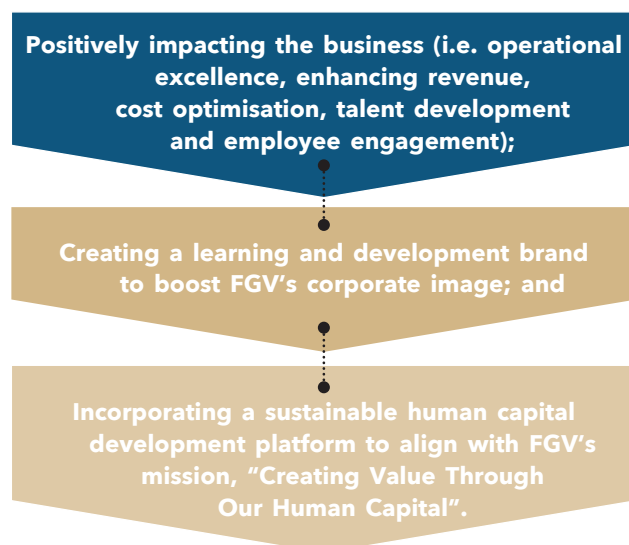 Positively impacting the business (i.e. operational
excellence, enhancing revenue,
cost optimisation, talent development
and employee engagement);
Creating a learning and development brand
to boost FGV’s corporate image; and
Incorporating a sustainable human capital
development platform to align with FGV’s
mission, “Creating Value Through
Our Human Capital”.